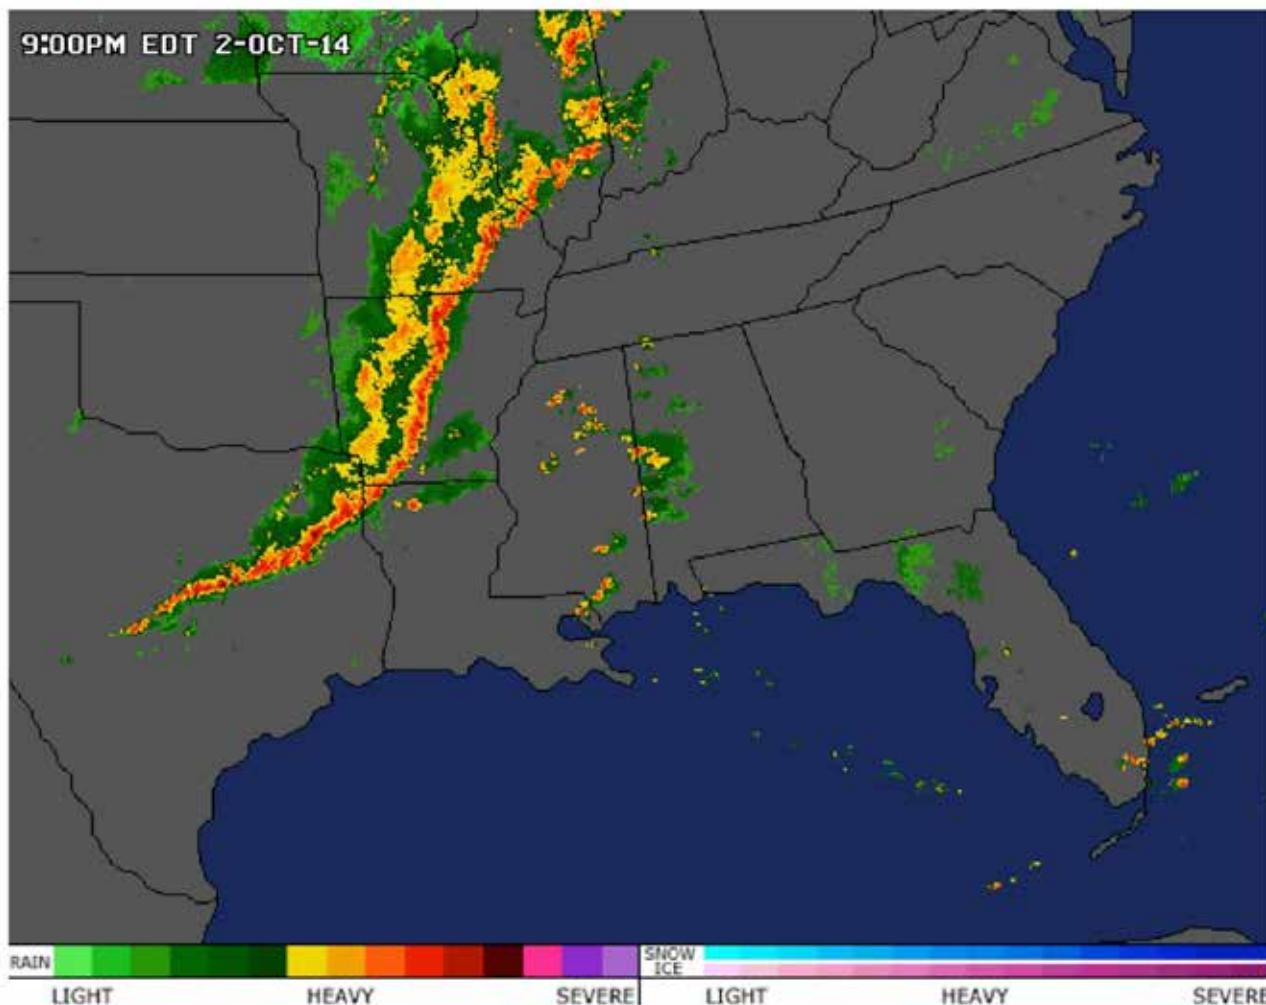 9:00PM EDT 2-OCT-14
RAIN
SNOW
ICE
LIGHT HEAVY SEVERE LIGHT HEAVY SEVERE